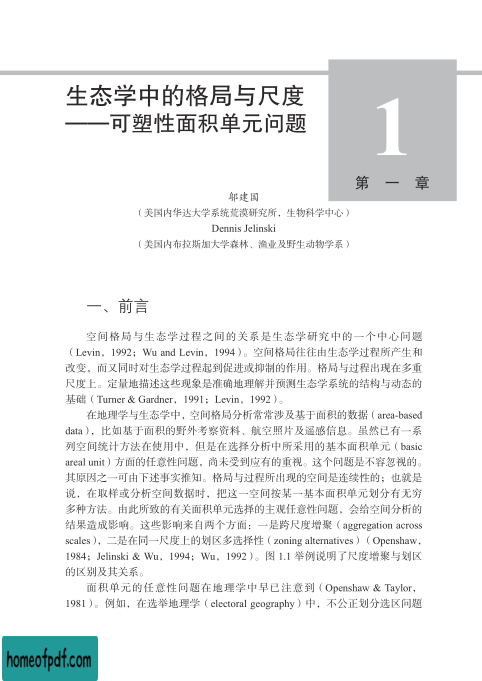 生态学中的格局与尺度
——可塑性面积单元问题
1
第一章
邬建国
（美国内华达大学系统荒漠研究所，生物科学中心）
Dennis Jelinski
（美国内布拉斯加大学森林、渔业及野生动物学系）
一、前言
空间格局与生态学过程之间的关系是生态学研究中的一个中心问题
（Levin，1992；Wu and Levin，1994）。空间格局往往由生态学过程所产生和
改变，而又同时对生态学过程起到促进或抑制的作用。格局与过程出现在多重
尺度上。定量地描述这些现象是准确地理解并预测生态学系统的结构与动态的
基础（Turner & Gardner，1991；Levin，1992）。
在地理学与生态学中，空间格局分析常常涉及基于面积的数据（area-based
data），比如基于面积的野外考察资料、航空照片及遥感信息。虽然已有一系
列空间统计方法在使用中，但是在选择分析中所采用的基本面积单元（basic
areal unit）方面的任意性问题，尚未受到应有的重视。这个问题是不容忽视的。
其原因之一可由下述事实推知。格局与过程所出现的空间是连续性的；也就是
说，在取样或分析空间数据时，把这一空间按某一基本面积单元划分有无穷
多种方法。由此所致的有关面积单元选择的主观任意性问题，会给空间分析的
结果造成影响。这些影响来自两个方面：一是跨尺度增聚（aggregation across
scales），二是在同一尺度上的划区多选择性（zoning alternatives）（Openshaw，
1984；Jelinski & Wu，1994；Wu，1992）。图 1.1 举例说明了尺度增聚与划区
的区别及其关系。
面积单元的任意性问题在地理学中早已注意到（Openshaw & Taylor，
1981）。例如，在选举地理学（electoral geography）中，不公正划分选区问题
homeofpdf.com